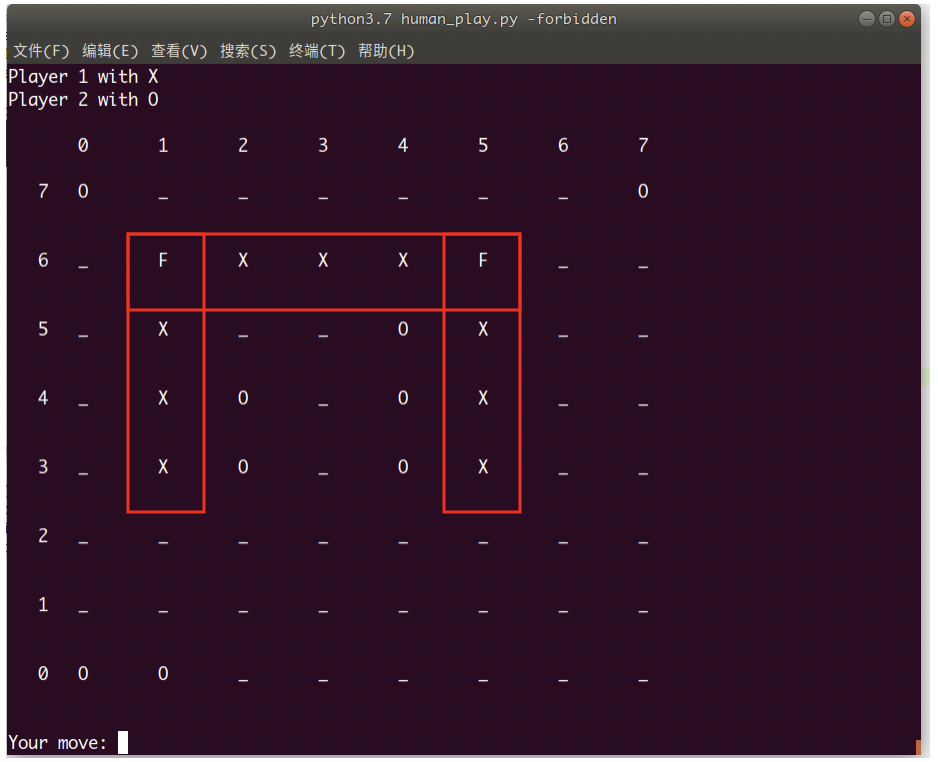 python3.7 human_play.py -forbidden
文件(F) 编辑(E) 查看(V) 搜索(S) 终端(T) 帮助(H)
Player 1 with X
Player 2 with O
0 1 2 3 4 5 6 7
7 O _ _ _ _ _ _ O
6 _ F X X X F _ _
5 _ X _ _ O X _ _
4 _ X O _ O X _ _
3 _ X O _ O X _ _
2 _ _ _ _ _ _ _ _
1 _ _ _ _ _ _ _ _
0 O O _ _ _ _ _ _
Your move: